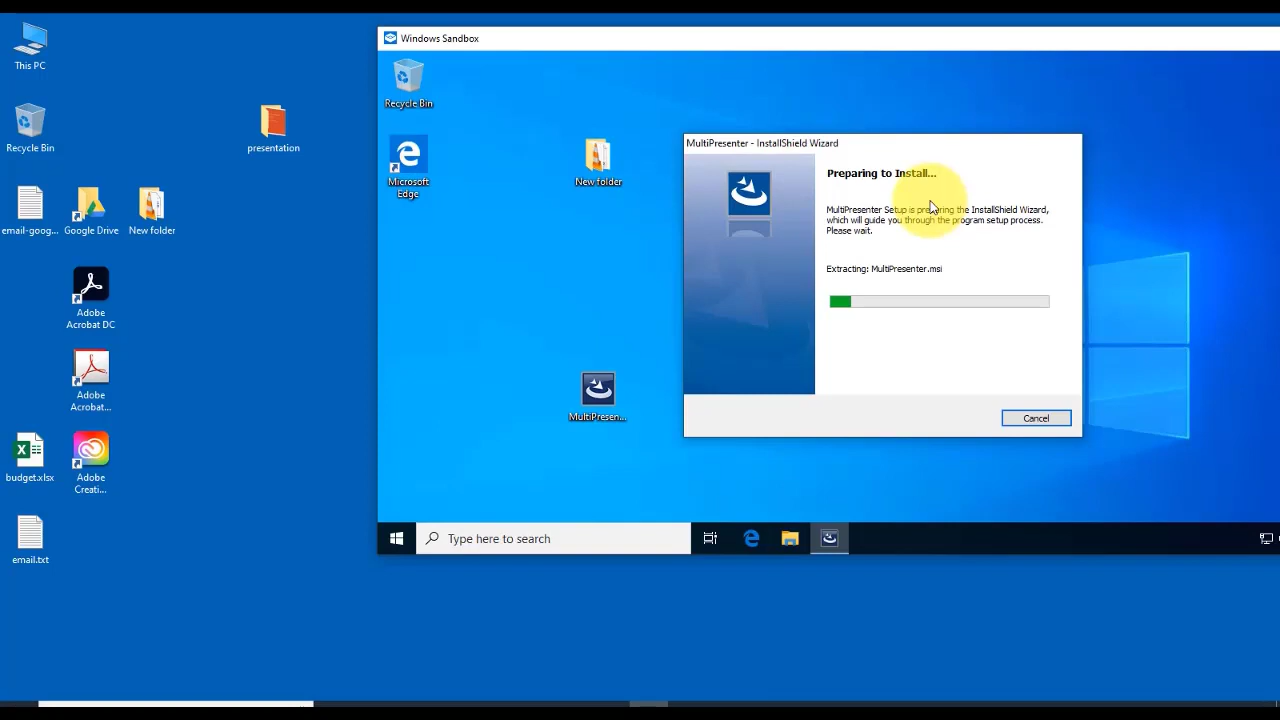 This PC
Recycle Bin
presentation
email-goog...
Google Drive
New folder
Adobe
Acrobat DC
Adobe
Acrobat...
budget.xlsx
Adobe
Creati...
email.txt
Windows Sandbox
Recycle Bin
Microsoft
Edge
New folder
MultiPresen...
MultiPresenter - InstallShield Wizard
Preparing to Install...
MultiPresenter Setup is preparing the InstallShield Wizard,
which will guide you through the program setup process.
Please wait.
Extracting: MultiPresenter.msi
Cancel
Type here to search